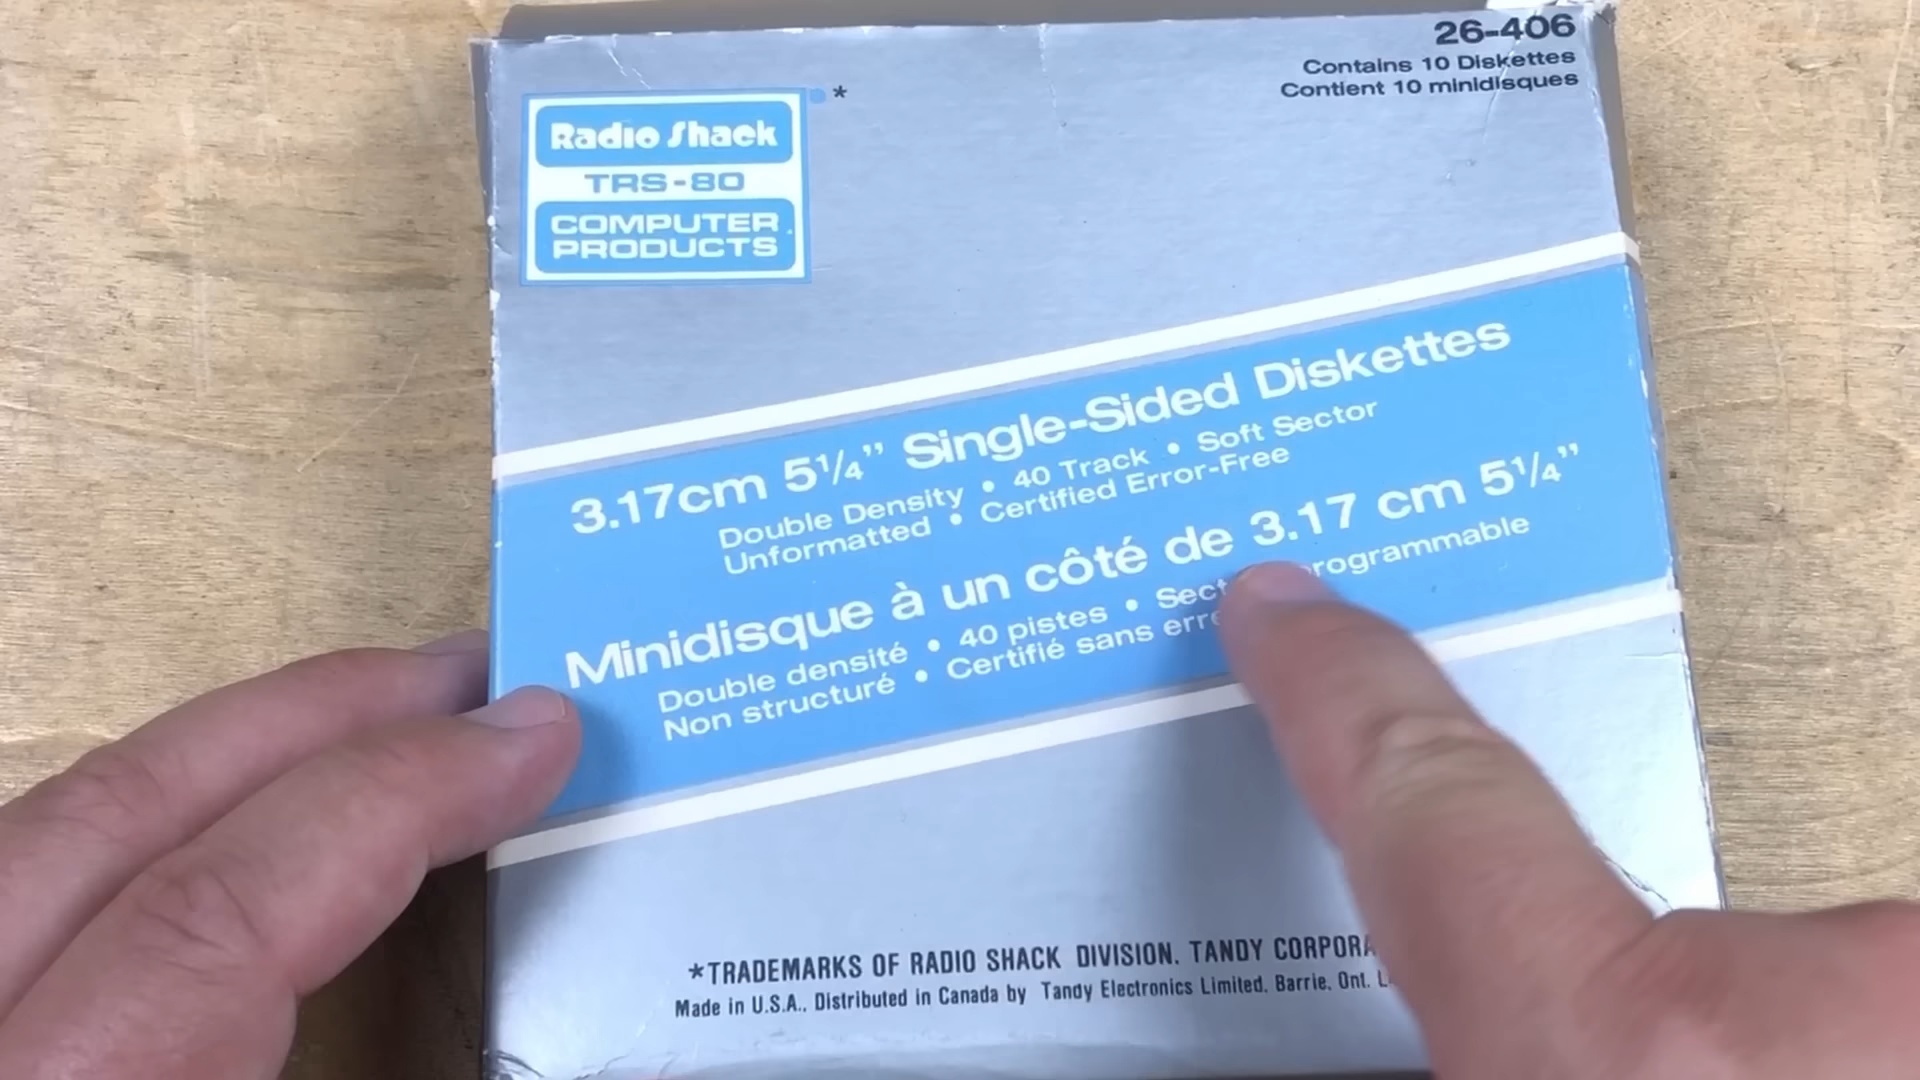 26-406
Contains 10 Diskettes
Contient 10 minidisques
*
Radio Shack
TRS-80
COMPUTER
PRODUCTS
3.17cm 5¼” Single-Sided Diskettes
Double Density • 40 Track • Soft Sector
Unformatted • Certified Error-Free
Minidisque à un côté de 3.17 cm 5¼”
Double densité • 40 pistes •
Non structuré • Certifié sans
*TRADEMARKS OF RADIO SHACK DIVISION. TANDY
Made in U.S.A.. Distributed in Canada by Tandy Electronics Limited. Barrie, Ont.